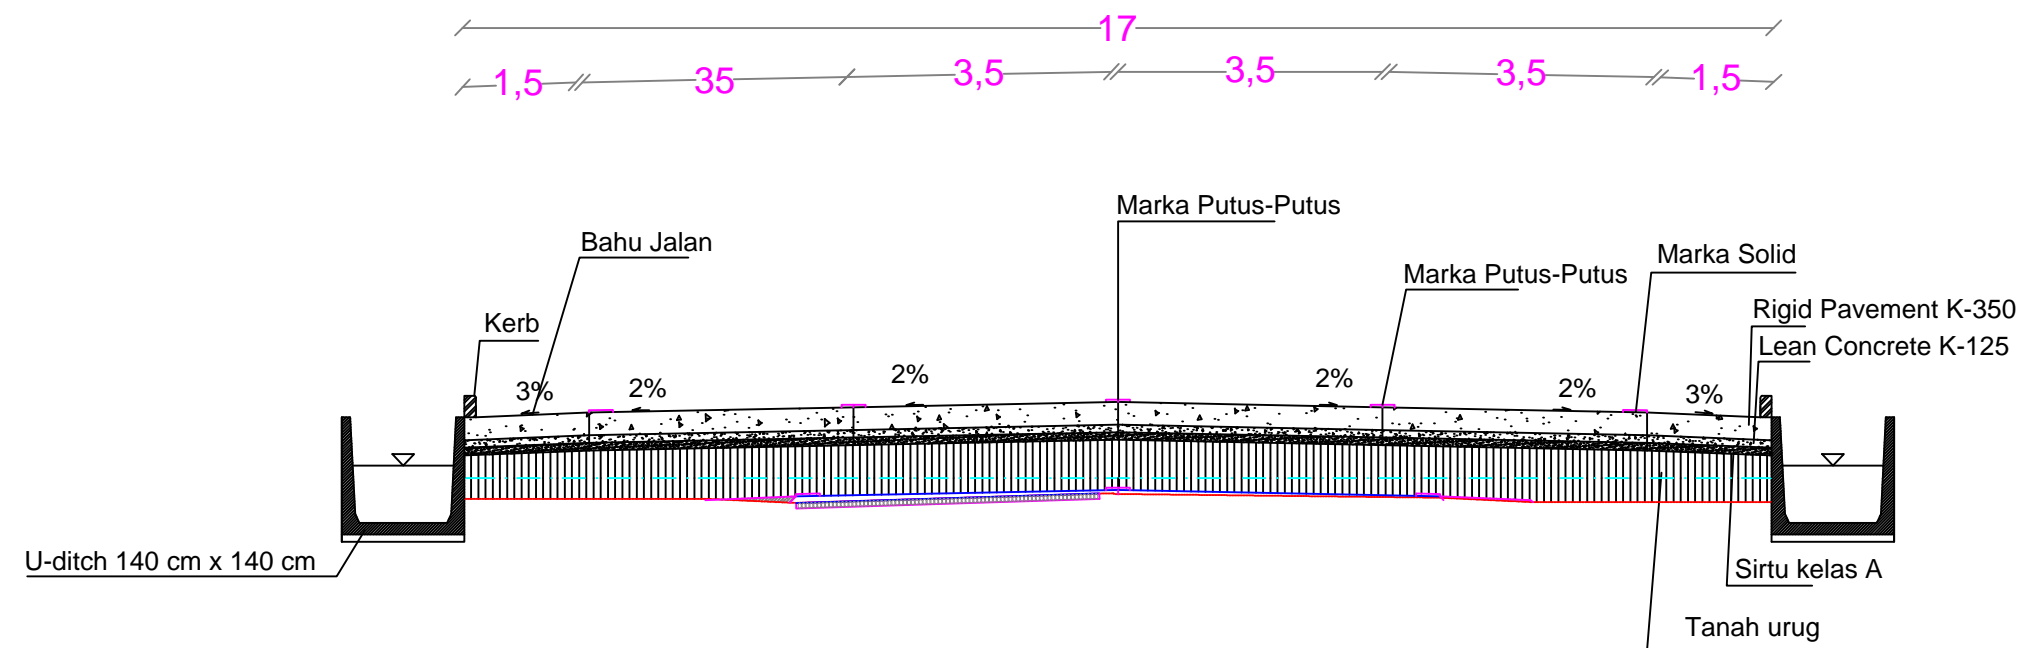 17
1,5 35 3,5 3,5 3,5 1,5
Marka Putus-Putus
Bahu Jalan
Marka Solid
Marka Putus-Putus
Rigid Pavement K-350
Kerb
Lean Concrete K-125
3% 2% 2% 2% 2% 3%
U-ditch 140 cm x 140 cm
Sirtu kelas A
Tanah urug